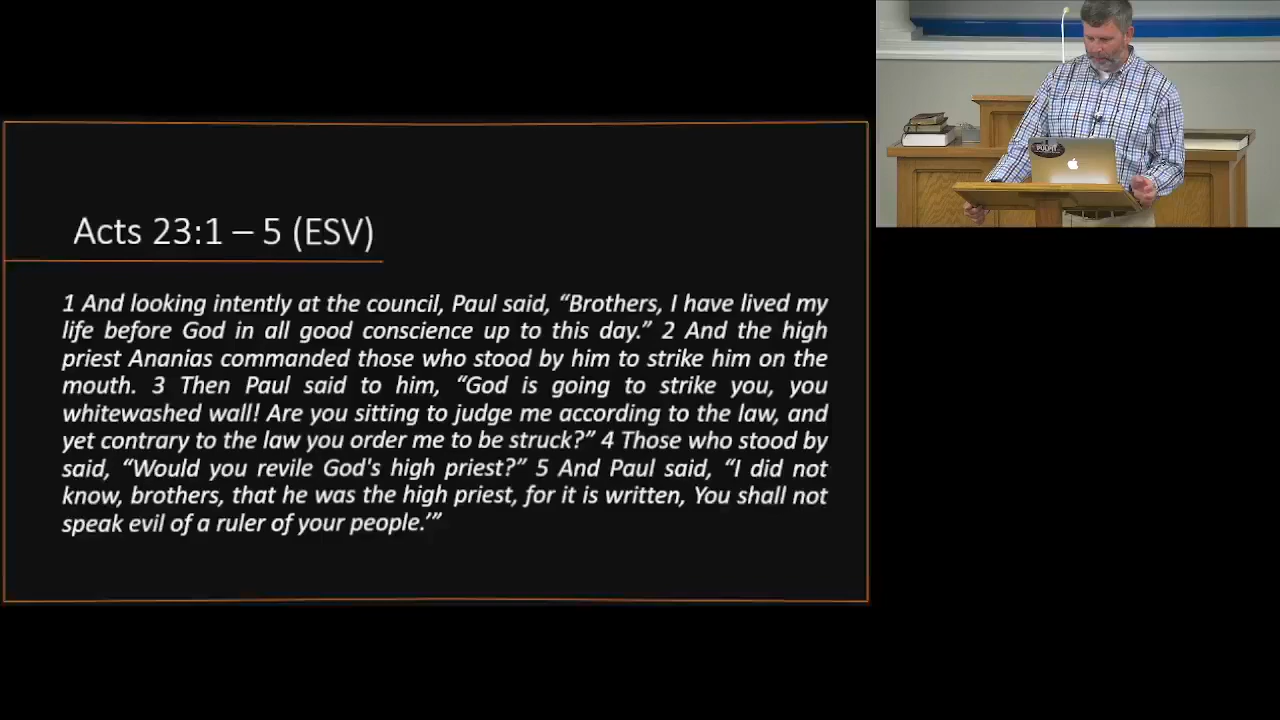 Acts 23:1 – 5 (ESV)
1 And looking intently at the council, Paul said, “Brothers, I have lived my
life before God in all good conscience up to this day.” 2 And the high
priest Ananias commanded those who stood by him to strike him on the
mouth. 3 Then Paul said to him, “God is going to strike you, you
whitewashed wall! Are you sitting to judge me according to the law, and
yet contrary to the law you order me to be struck?” 4 Those who stood by
said, “Would you revile God's high priest?” 5 And Paul said, “I did not
know, brothers, that he was the high priest, for it is written, You shall not
speak evil of a ruler of your people.’”